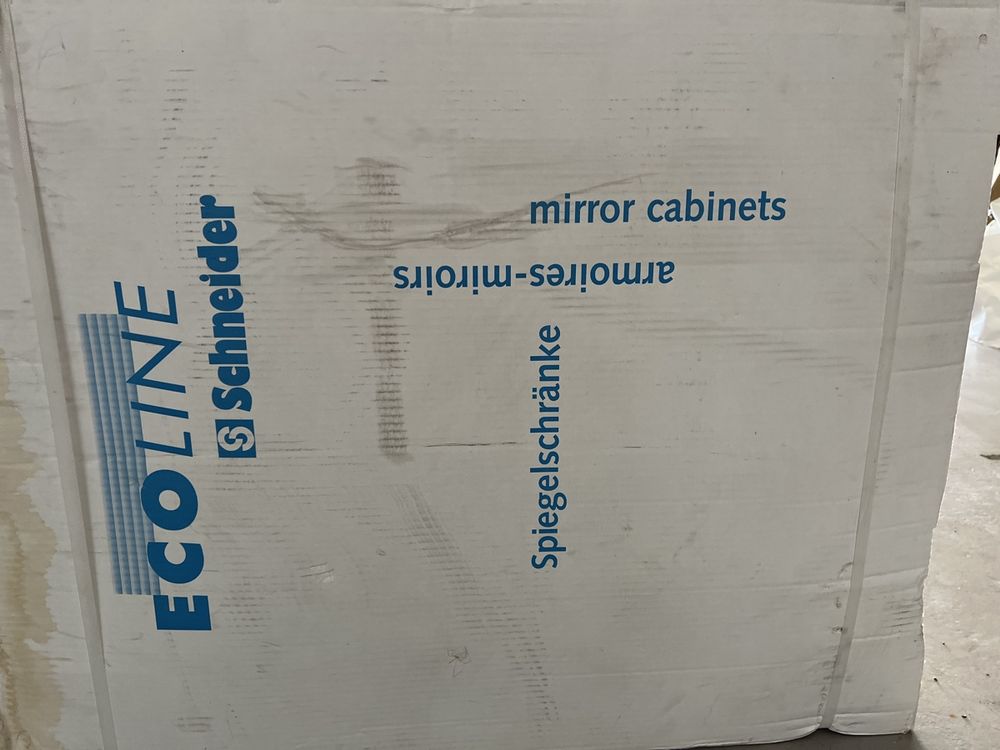 ECOLINE
Schneider
mirror cabinets
armoires-miroirs
Spiegelschränke